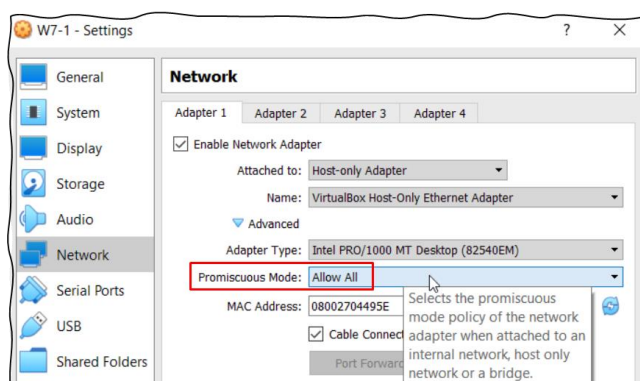 W7-1 - Settings ? ×
General
System
Display
Storage
Audio
Network
Serial Ports
USB
Shared Folders
Network
Adapter 1 Adapter 2 Adapter 3 Adapter 4
Enable Network Adapter
Attached to: Host-only Adapter
Name: VirtualBox Host-Only Ethernet Adapter
Advanced
Adapter Type: Intel PRO/1000 MT Desktop (82540EM)
Promiscuous Mode: Allow All
MAC Address: 08002704495E
Cable Connect
Port Forward
Selects the promiscuous
mode policy of the network
adapter when attached to an
internal network, host only
network or a bridge.